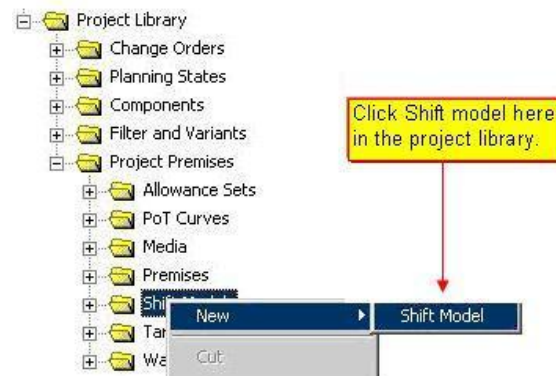 Project Library
Change Orders
Planning States
Components
Filter and Variants
Project Premises
Allowance Sets
PoT Curves
Media
Premises
New
Cut
Shift Model
Click Shift model here
in the project library.